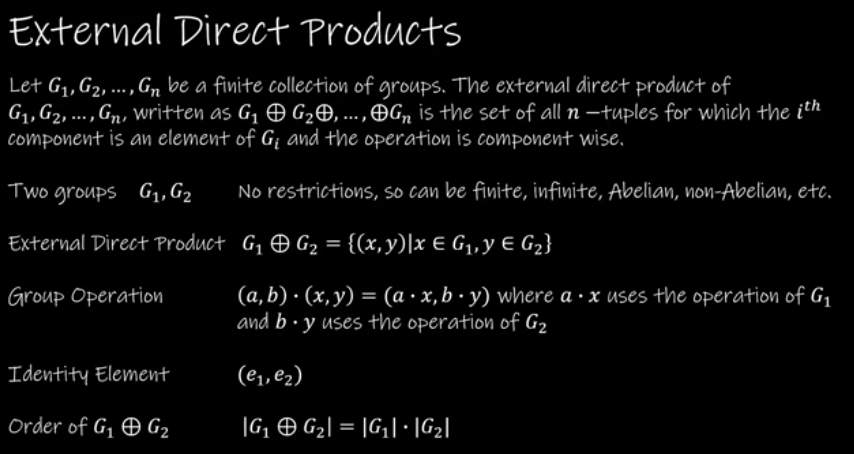 External Direct Products
Let G₁, G₂, …, Gₙ be a finite collection of groups. The external direct product of
G₁, G₂, …, Gₙ, written as G₁ ⊕ G₂⊕, …, ⊕Gₙ is the set of all n −tuples for which the iᵗʰ
component is an element of Gᵢ and the operation is component wise.
Two groups G₁, G₂ No restrictions, so can be finite, infinite, Abelian, non-Abelian, etc.
External Direct Product G₁ ⊕ G₂ = {(x, y)|x ∈ G₁, y ∈ G₂}
Group Operation (a, b) · (x, y) = (a · x, b · y) where a · x uses the operation of G₁
and b · y uses the operation of G₂
Identity Element (e₁, e₂)
Order of G₁ ⊕ G₂ |G₁ ⊕ G₂| = |G₁| · |G₂|